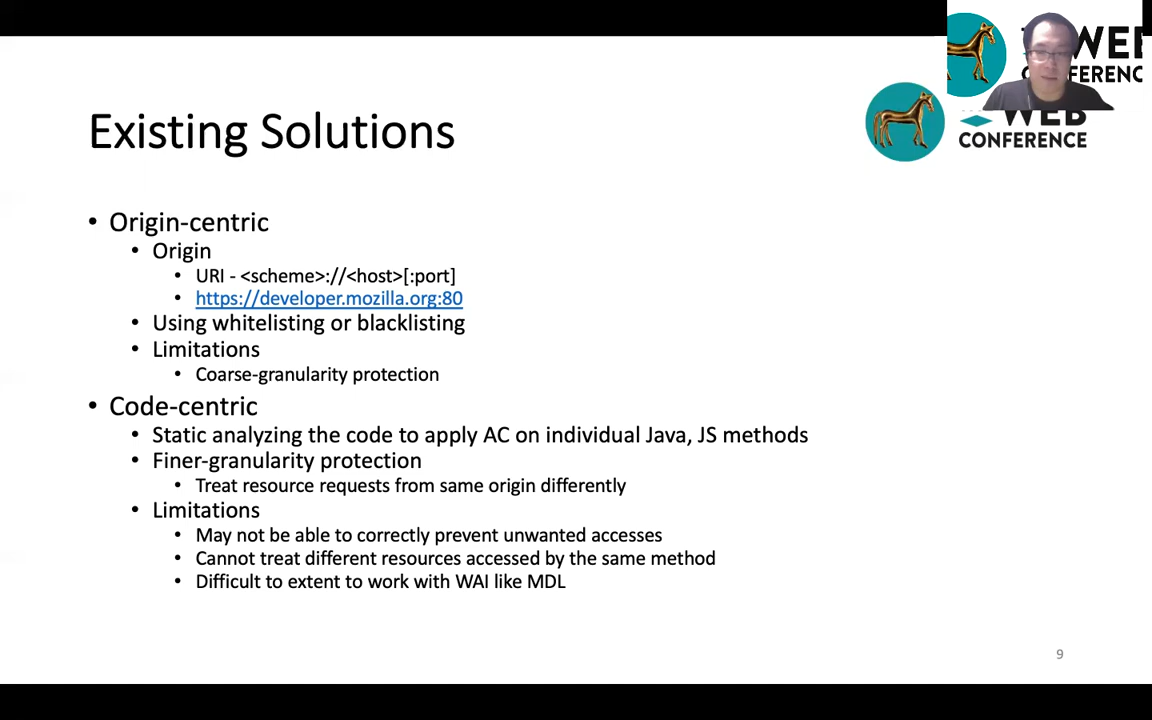 WEB
CONFERENCE
Existing Solutions
WEB
CONFERENCE
• Origin-centric
• Origin
• URI - <scheme>://<host>[:port]
• https://developer.mozilla.org:80
• Using whitelisting or blacklisting
• Limitations
• Coarse-granularity protection
• Code-centric
• Static analyzing the code to apply AC on individual Java, JS methods
• Finer-granularity protection
• Treat resource requests from same origin differently
• Limitations
• May not be able to correctly prevent unwanted accesses
• Cannot treat different resources accessed by the same method
• Difficult to extent to work with WAI like MDL
9